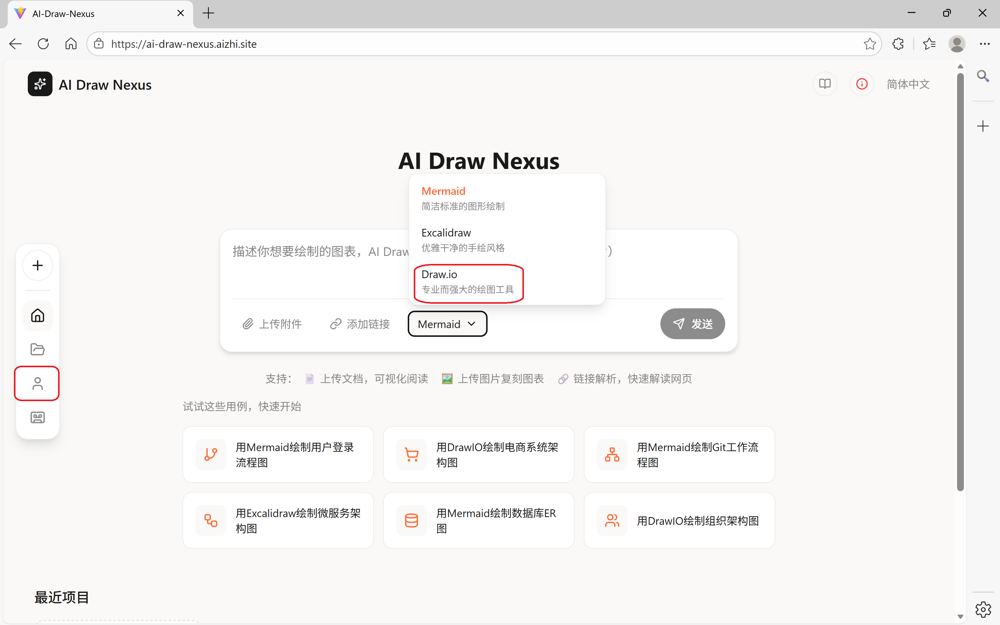 AI-Draw-Nexus
https://ai-draw-nexus.aizhi.site
AI Draw Nexus
简体中文
AI Draw Nexus
Mermaid
简洁标准的图形绘制
Excalidraw
优雅干净的手绘风格
Draw.io
专业而强大的绘图工具
描述你想要绘制的图表，AI Draw
）
上传附件
添加链接
Mermaid
发送
支持：
上传文档，可视化阅读
·
上传图片复刻图表
·
链接解析，快速解读网页
试试这些用例，快速开始
用Mermaid绘制用户登录
流程图
用DrawIO绘制电商系统架
构图
用Mermaid绘制Git工作流
程图
用Excalidraw绘制微服务架
构图
用Mermaid绘制数据库ER
图
用DrawIO绘制组织架构图
最近项目